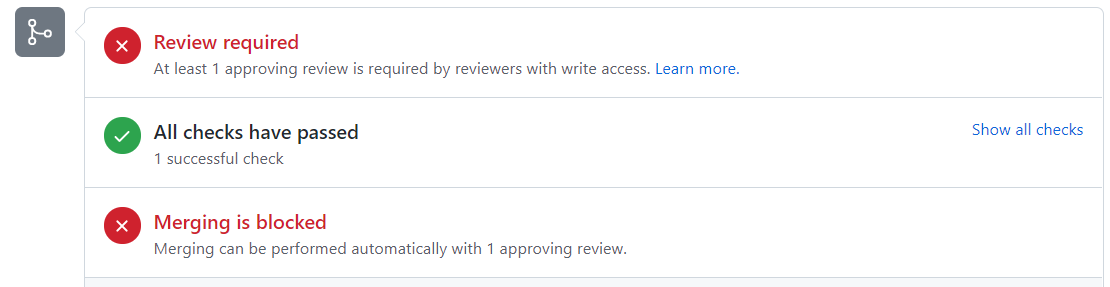 Review required
At least 1 approving review is required by reviewers with write access. Learn more.
All checks have passed
Show all checks
1 successful check
Merging is blocked
Merging can be performed automatically with 1 approving review.